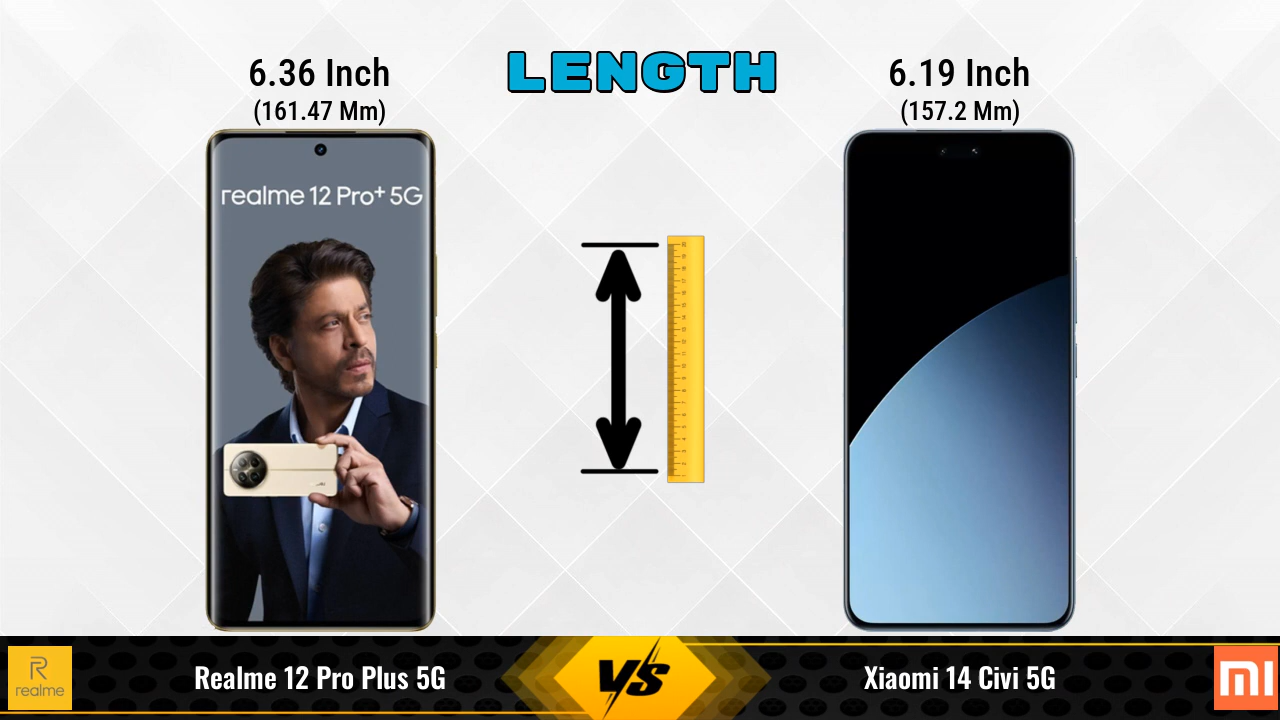 LENGTH
6.36 Inch
(161.47 Mm)
6.19 Inch
(157.2 Mm)
realme 12 Pro+ 5G
Realme 12 Pro Plus 5G
VS
Xiaomi 14 Civi 5G
R
realme
MI